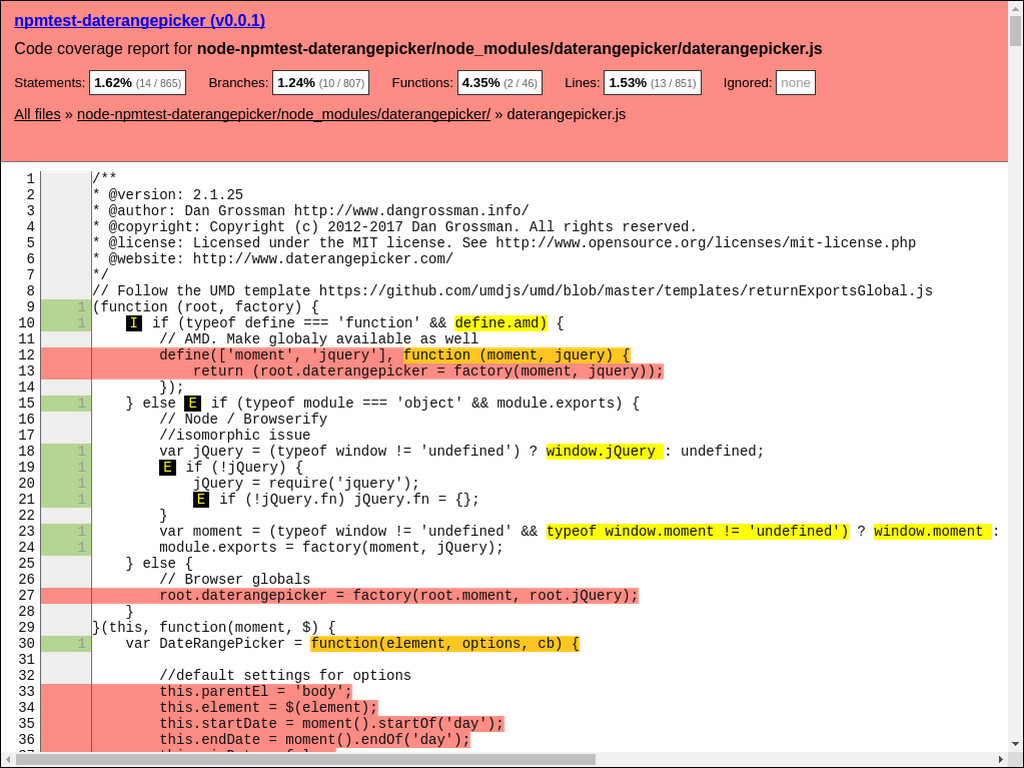 npmtest-daterangepicker (v0.0.1)
Code coverage report for node-npmtest-daterangepicker/node_modules/daterangepicker/daterangepicker.js
Statements: 1.62% (14 / 865) Branches: 1.24% (10 / 807) Functions: 4.35% (2 / 46) Lines: 1.53% (13 / 851) Ignored: none
All files » node-npmtest-daterangepicker/node_modules/daterangepicker/ » daterangepicker.js
1 /**
2 * @version: 2.1.25
3 * @author: Dan Grossman http://www.dangrossman.info/
4 * @copyright: Copyright (c) 2012-2017 Dan Grossman. All rights reserved.
5 * @license: Licensed under the MIT license. See http://www.opensource.org/licenses/mit-license.php
6 * @website: http://www.daterangepicker.com/
7 */
8 // Follow the UMD template https://github.com/umdjs/umd/blob/master/templates/returnExportsGlobal.js
9 1 (function (root, factory) {
10 1 I if (typeof define === 'function' && define.amd) {
11 // AMD. Make globaly available as well
12 define(['moment', 'jquery'], function (moment, jquery) {
13 return (root.daterangepicker = factory(moment, jquery));
14 });
15 1 } else E if (typeof module === 'object' && module.exports) {
16 // Node / Browserify
17 //isomorphic issue
18 1 var jQuery = (typeof window != 'undefined') ? window.jQuery : undefined;
19 1 E if (!jQuery) {
20 1 jQuery = require('jquery');
21 1 E if (!jQuery.fn) jQuery.fn = {};
22 }
23 1 var moment = (typeof window != 'undefined' && typeof window.moment != 'undefined') ? window.moment :
24 1 module.exports = factory(moment, jQuery);
25 } else {
26 // Browser globals
27 root.daterangepicker = factory(root.moment, root.jQuery);
28 }
29 }(this, function(moment, $) {
30 1 var DateRangePicker = function(element, options, cb) {
31
32 //default settings for options
33 this.parentEl = 'body';
34 this.element = $(element);
35 this.startDate = moment().startOf('day');
36 this.endDate = moment().endOf('day');